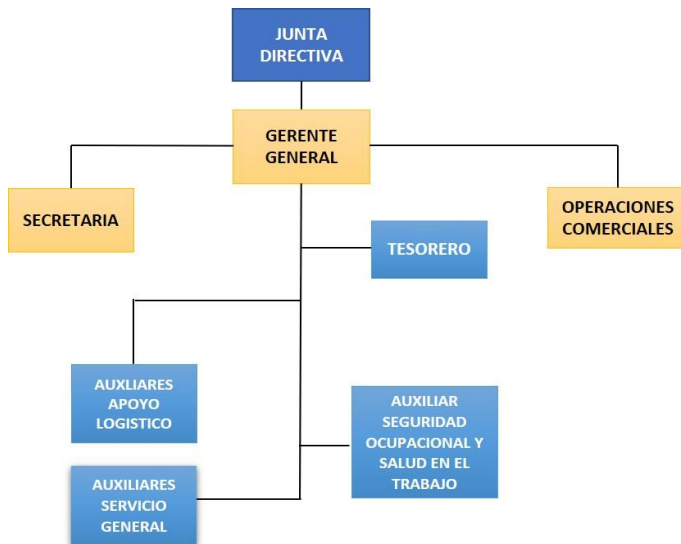 JUNTA
DIRECTIVA
GERENTE
GENERAL
SECRETARIA
OPERACIONES
COMERCIALES
TESORERO
AUXLIARES
APOYO
LOGISTICO
AUXILIAR
SEGURIDAD
OCUPACIONAL Y
SALUD EN EL
TRABAJO
AUXILIARES
SERVICIO
GENERAL